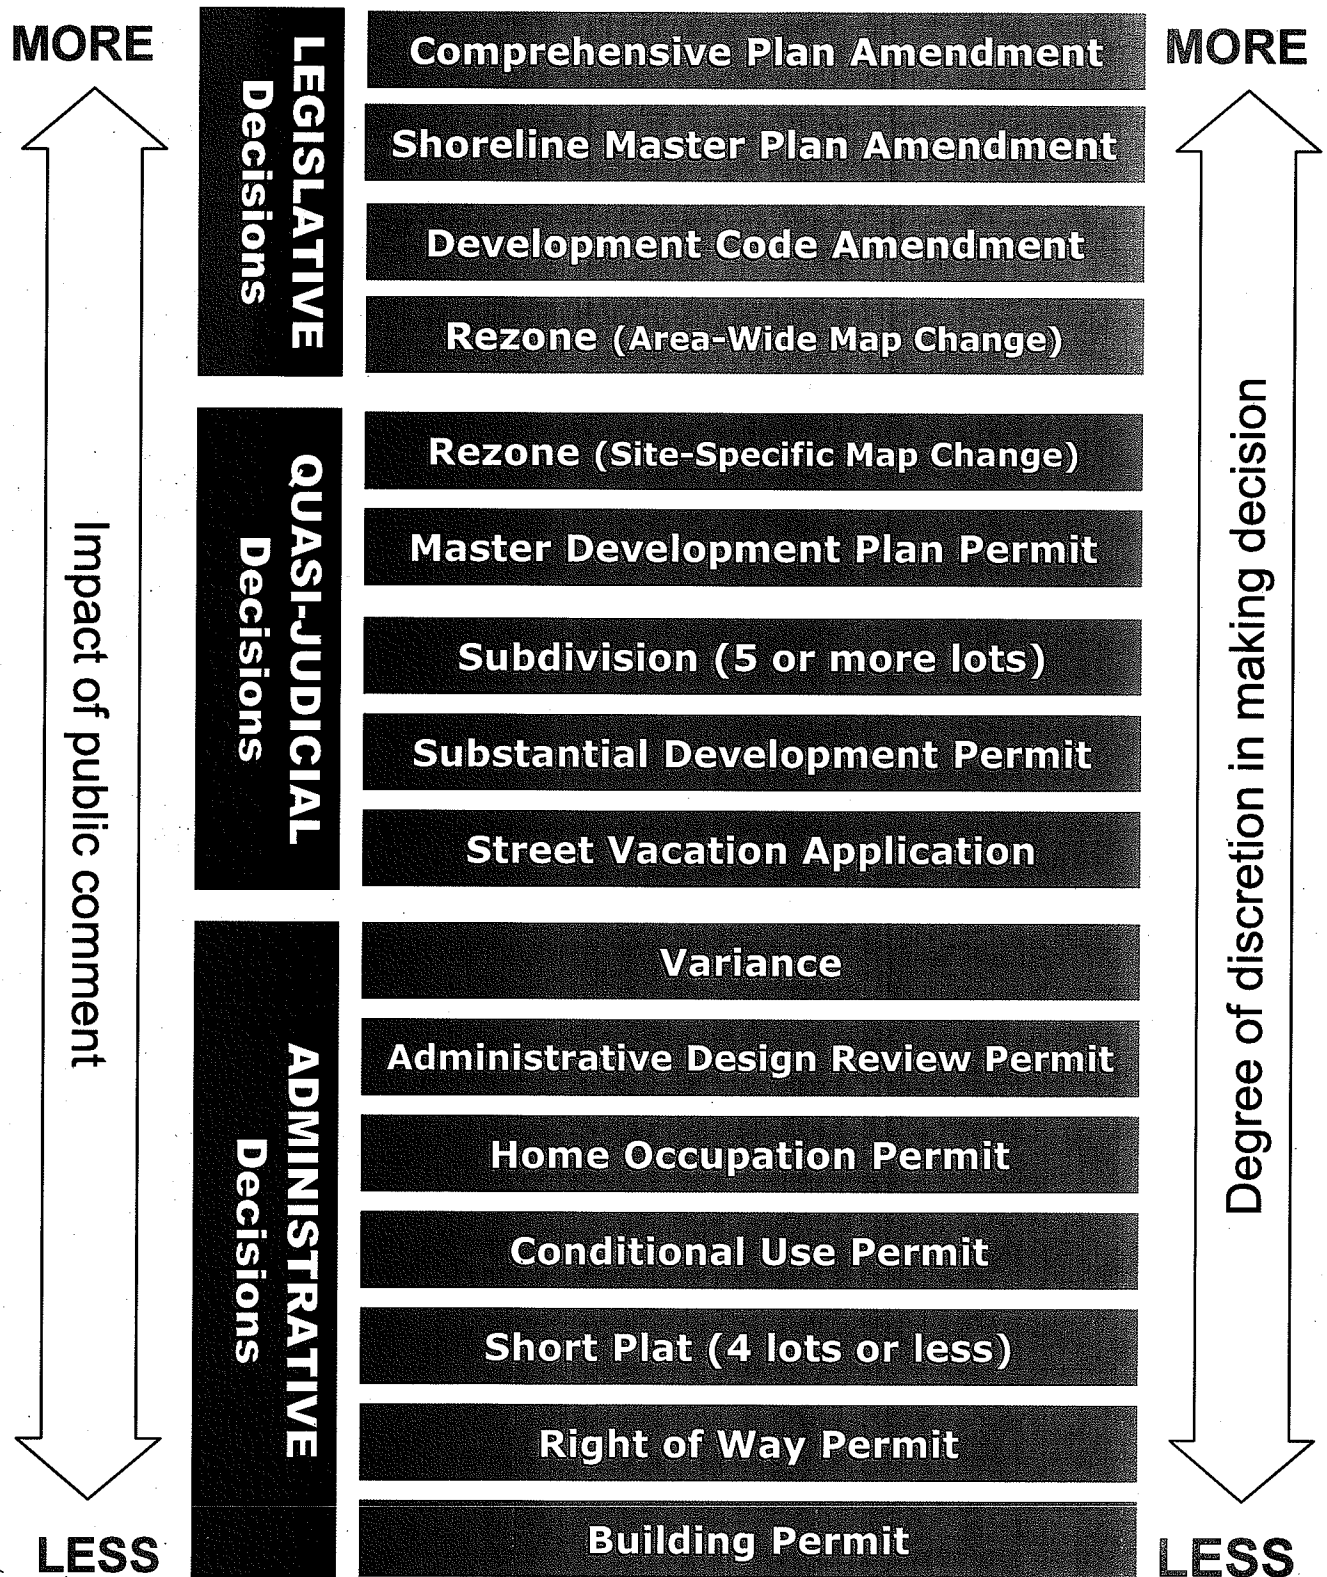 MORE
MORE
LEGISLATIVE
Decisions
Comprehensive Plan Amendment
Shoreline Master Plan Amendment
Development Code Amendment
Rezone (Area-Wide Map Change)
QUASI-JUDICIAL
Decisions
Rezone (Site-Specific Map Change)
Master Development Plan Permit
Subdivision (5 or more lots)
Substantial Development Permit
Street Vacation Application
ADMINISTRATIVE
Decisions
Variance
Administrative Design Review Permit
Home Occupation Permit
Conditional Use Permit
Short Plat (4 lots or less)
Right of Way Permit
Building Permit
Impact of public comment
Degree of discretion in making decision
LESS
LESS